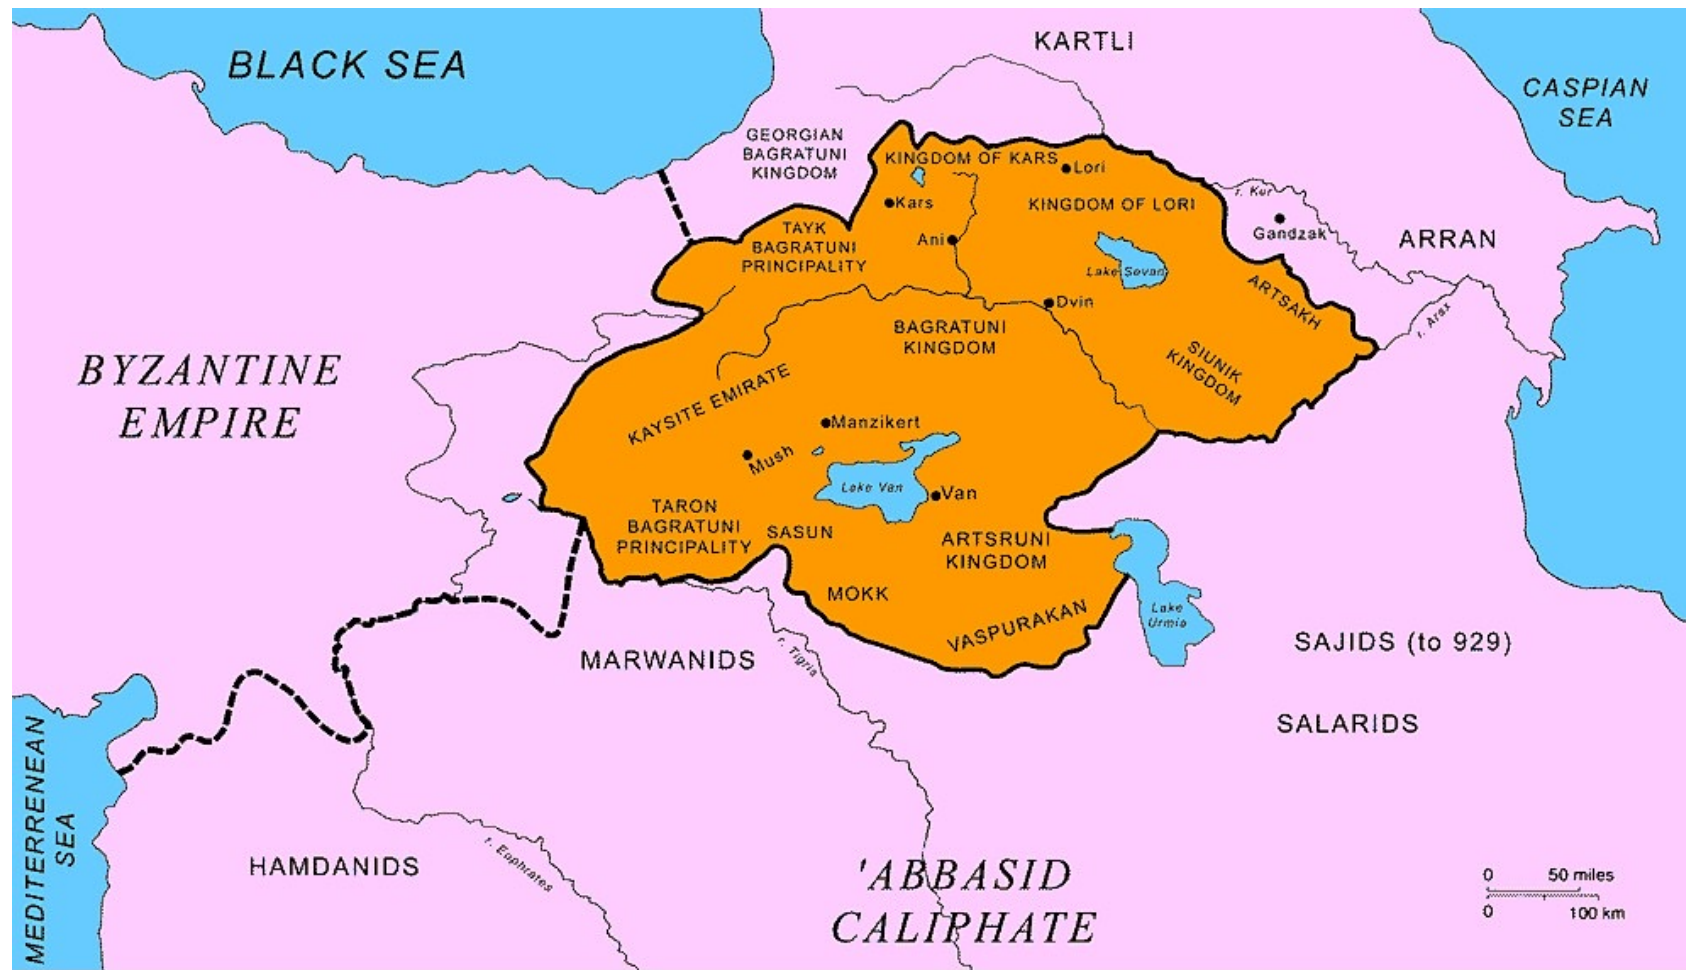 BLACK SEA
KARTLI
CASPIAN
SEA
GEORGIAN
BAGRATUNI
KINGDOM
KINGDOM OF KARS
Lori
KINGDOM OF LORI
Kars
r. Kur
Gandzak
ARRAN
TAYK
BAGRATUNI
PRINCIPALITY
Ani
Lake Sevan
ARTSAKH
Dvin
r. Arax
BAGRATUNI
KINGDOM
SIUNIK
KINGDOM
BYZANTINE
EMPIRE
KAYSITE EMIRATE
Manzikert
Mush
Lake Van
Van
TARON
BAGRATUNI
PRINCIPALITY
SASUN
ARTSRUNI
KINGDOM
MOKK
VASPURAKAN
Lake
Urmia
MARWANIDS
r. Tigris
SAJIDS (to 929)
SALARIDS
MEDITERRENEAN
SEA
HAMDANIDS
r. Euphrates
'ABBASID
CALIPHATE
0 50 miles
0 100 km